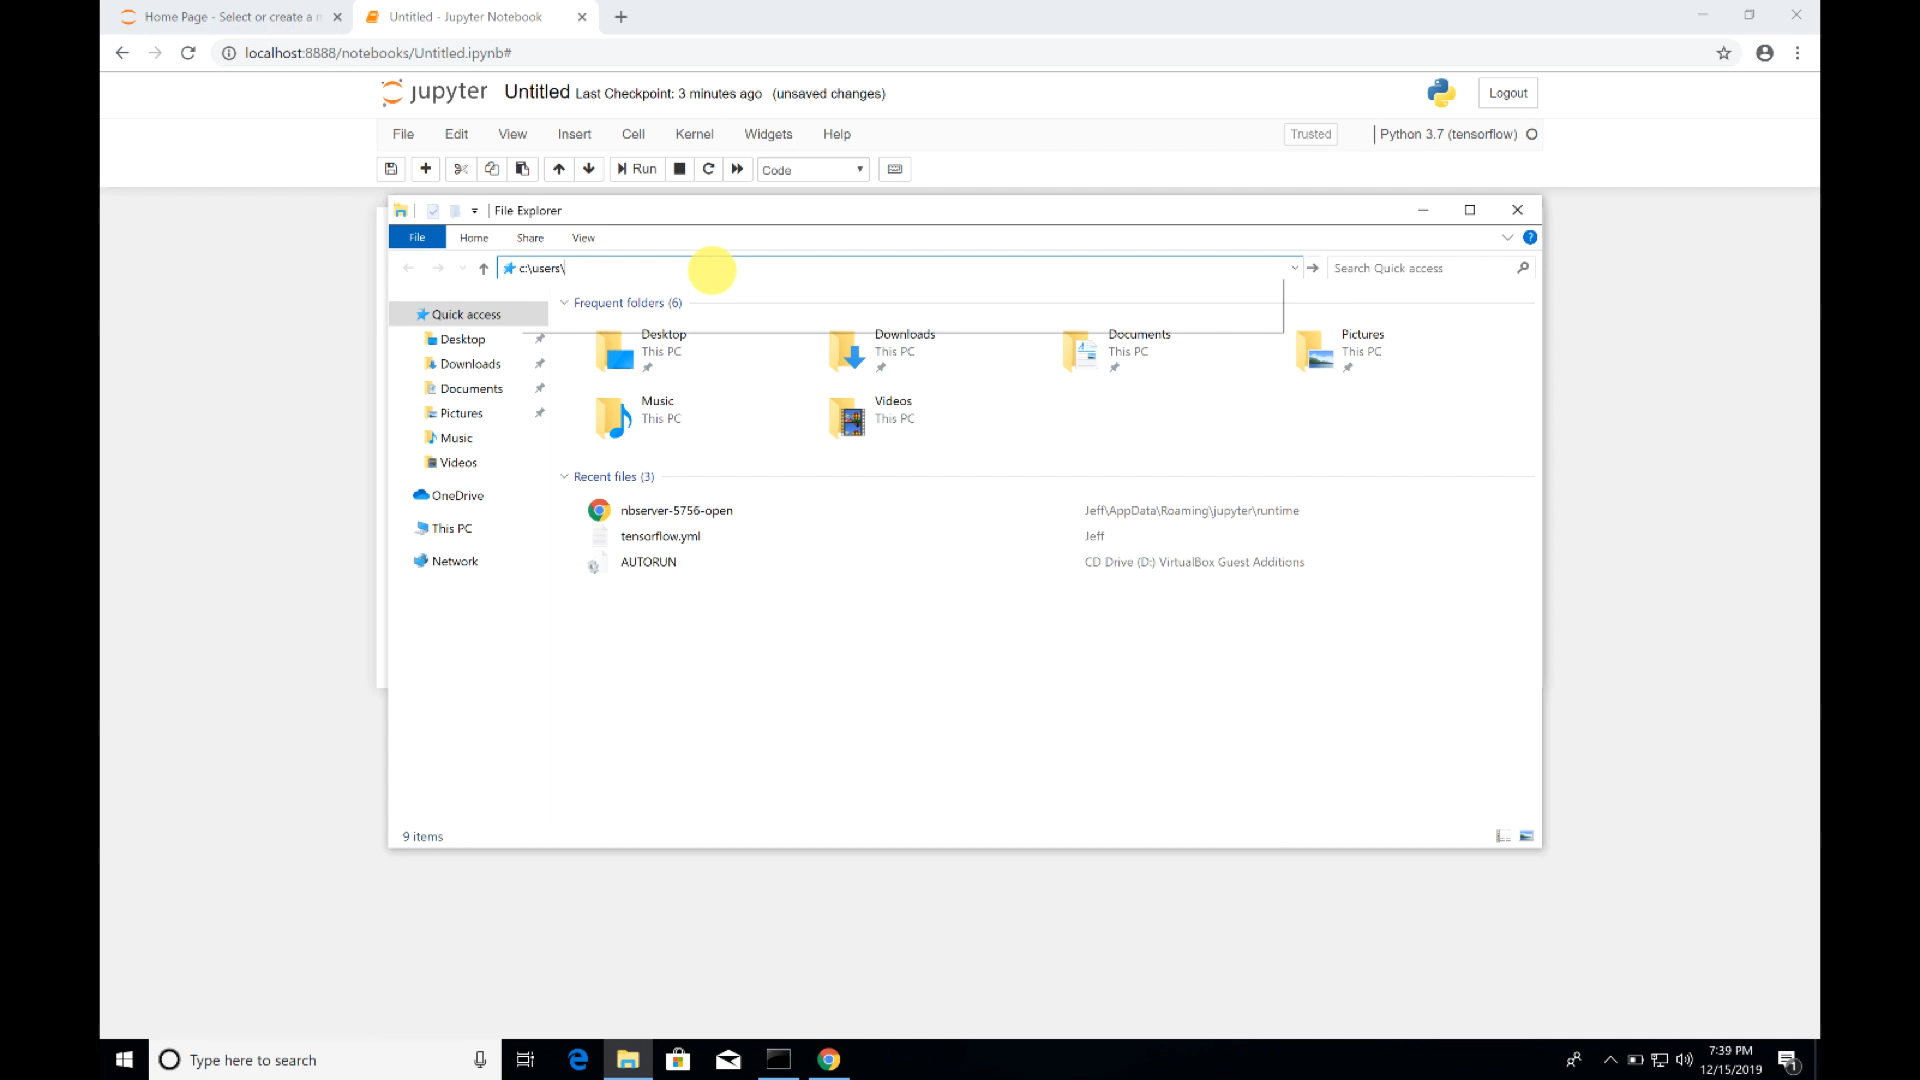 Home Page - Select or create a n
Untitled - Jupyter Notebook
localhost:8888/notebooks/Untitled.ipynb#
jupyter Untitled Last Checkpoint: 3 minutes ago (unsaved changes)
Logout
File Edit View Insert Cell Kernel Widgets Help
Trusted
Python 3.7 (tensorflow)
Run
Code
File Explorer
File Home Share View
c:\users\
Search Quick access
Quick access
Desktop
Downloads
Documents
Pictures
Music
Videos
OneDrive
This PC
Network
Frequent folders (6)
Desktop
This PC
Downloads
This PC
Documents
This PC
Pictures
This PC
Music
This PC
Videos
This PC
Recent files (3)
nbserver-5756-open Jeff\AppData\Roaming\jupyter\runtime
tensorflow.yml Jeff
AUTORUN CD Drive (D:) VirtualBox Guest Additions
9 items
Type here to search
7:39 PM
12/15/2019
1